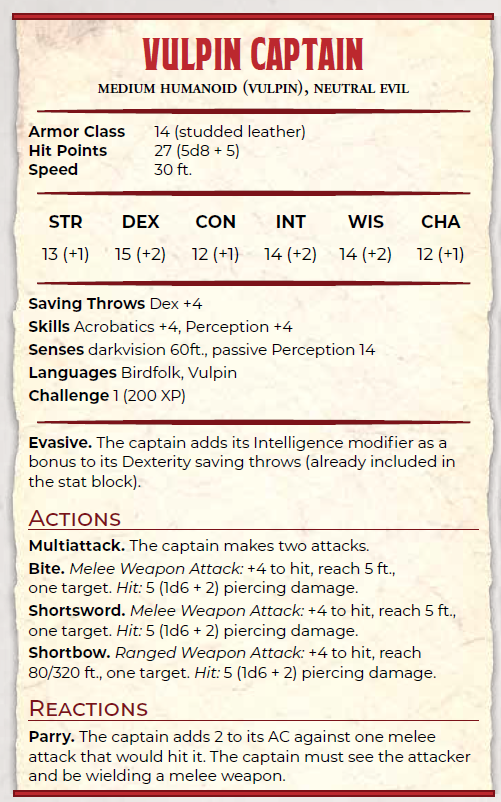 VULPIN CAPTAIN
MEDIUM HUMANOID (VULPIN), NEUTRAL EVIL
Armor Class 14 (studded leather)
Hit Points 27 (5d8 + 5)
Speed 30 ft.
STR DEX CON INT WIS CHA
13 (+1) 15 (+2) 12 (+1) 14 (+2) 14 (+2) 12 (+1)
Saving Throws Dex +4
Skills Acrobatics +4, Perception +4
Senses darkvision 60ft., passive Perception 14
Languages Birdfolk, Vulpin
Challenge 1 (200 XP)
Evasive. The captain adds its Intelligence modifier as a
bonus to its Dexterity saving throws (already included in
the stat block).
ACTIONS
Multiattack. The captain makes two attacks.
Bite. Melee Weapon Attack: +4 to hit, reach 5 ft.,
one target. Hit: 5 (1d6 + 2) piercing damage.
Shortsword. Melee Weapon Attack: +4 to hit, reach 5 ft.,
one target. Hit: 5 (1d6 + 2) piercing damage.
Shortbow. Ranged Weapon Attack: +4 to hit, reach
80/320 ft., one target. Hit: 5 (1d6 + 2) piercing damage.
REACTIONS
Parry. The captain adds 2 to its AC against one melee
attack that would hit it. The captain must see the attacker
and be wielding a melee weapon.